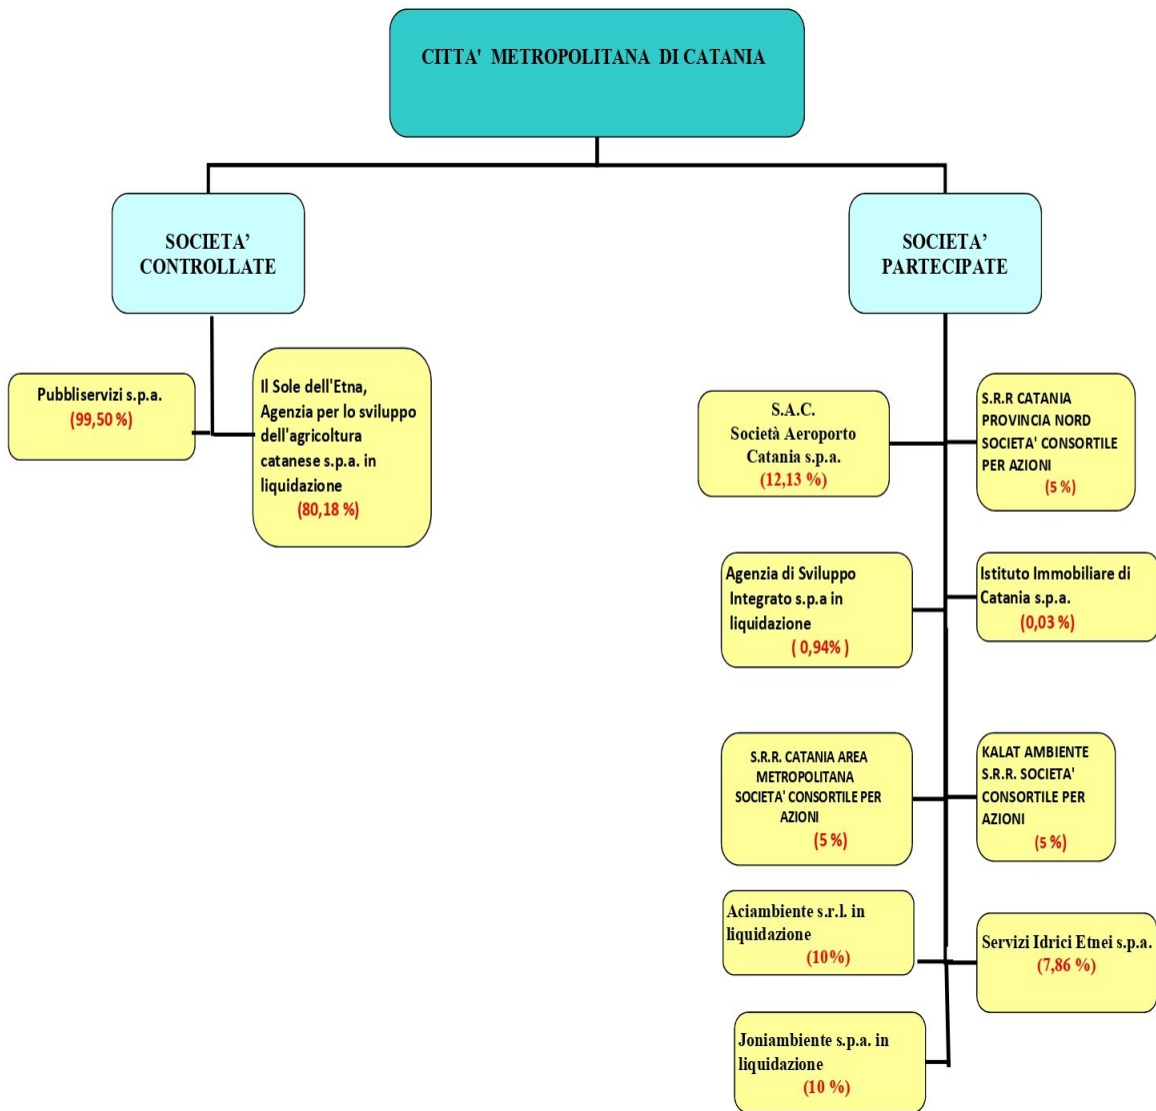 CITTA' METROPOLITANA DI CATANIA
SOCIETA’
CONTROLLATE
SOCIETA’
PARTECIPATE
Pubbliservizi s.p.a.
(99,50 %)
Il Sole dell'Etna,
Agenzia per lo sviluppo
dell'agricoltura
catanese s.p.a. in
liquidazione
(80,18 %)
S.A.C.
Società Aeroporto
Catania s.p.a.
(12,13 %)
S.R.R CATANIA
PROVINCIA NORD
SOCIETA' CONSORTILE
PER AZIONI
(5 %)
Agenzia di Sviluppo
Integrato s.p.a in
liquidazione
( 0,94% )
Istituto Immobiliare di
Catania s.p.a.
(0,03 %)
S.R.R. CATANIA AREA
METROPOLITANA
SOCIETA' CONSORTILE PER
AZIONI
(5 %)
KALAT AMBIENTE
S.R.R. SOCIETA'
CONSORTILE PER
AZIONI
(5 %)
Aciambiente s.r.l. in
liquidazione
(10%)
Servizi Idrici Etnei s.p.a.
(7,86 %)
Joniambiente s.p.a. in
liquidazione
(10 %)